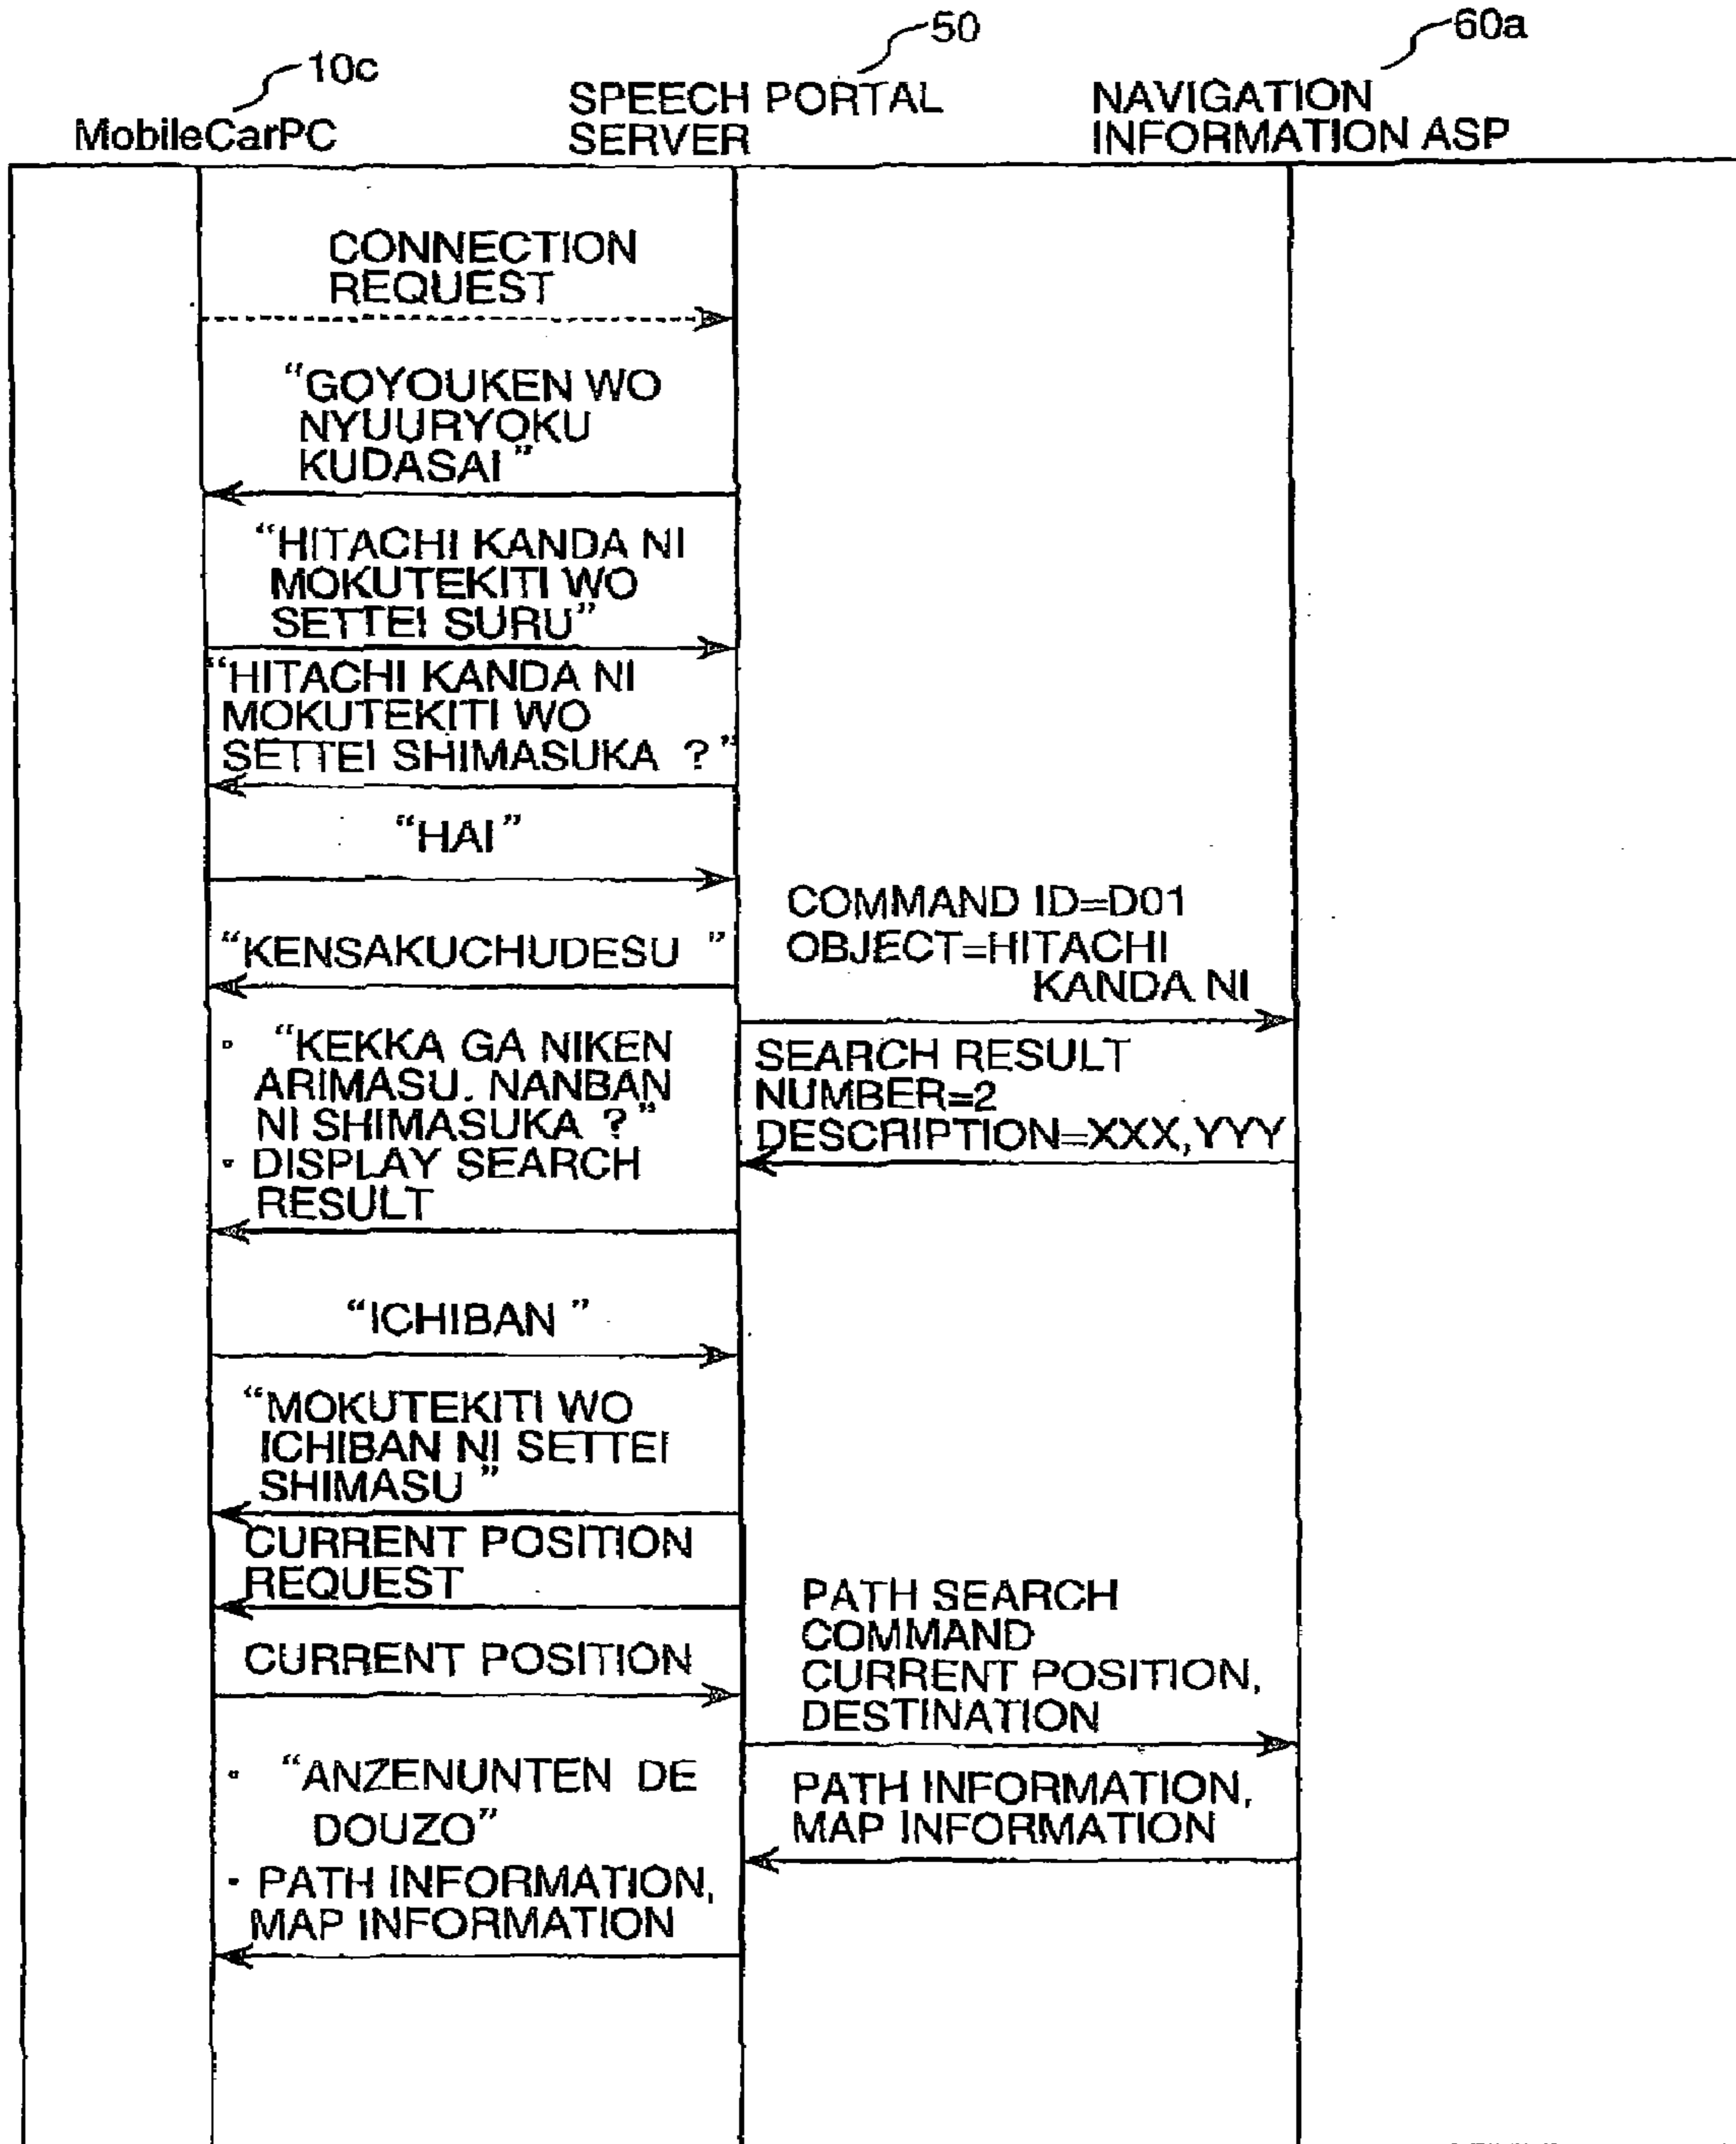 10c
MobileCarPC
50
SPEECH PORTAL
SERVER
60a
NAVIGATION
INFORMATION ASP
CONNECTION
REQUEST
“GOYOUKEN WO
NYUURYOKU
KUDASAI”
“HITACHI KANDA NI
MOKUTEKITI WO
SETTEI SURU”
“HITACHI KANDA NI
MOKUTEKITI WO
SETTEI SHIMASUKA ?”
“HAI”
COMMAND ID=D01
OBJECT=HITACHI
KANDA NI
“KENSAKUCHUDESU ”
SEARCH RESULT
NUMBER=2
DESCRIPTION=XXX,YYY
・ “KEKKA GA NIKEN
ARIMASU. NANBAN
NI SHIMASUKA ?”
・ DISPLAY SEARCH
RESULT
“ICHIBAN ”
“MOKUTEKITI WO
ICHIBAN NI SETTEI
SHIMASU ”
CURRENT POSITION
REQUEST
CURRENT POSITION
PATH SEARCH
COMMAND
CURRENT POSITION,
DESTINATION
PATH INFORMATION,
MAP INFORMATION
・ “ANZENUNTEN DE
DOUZO”
・ PATH INFORMATION,
MAP INFORMATION